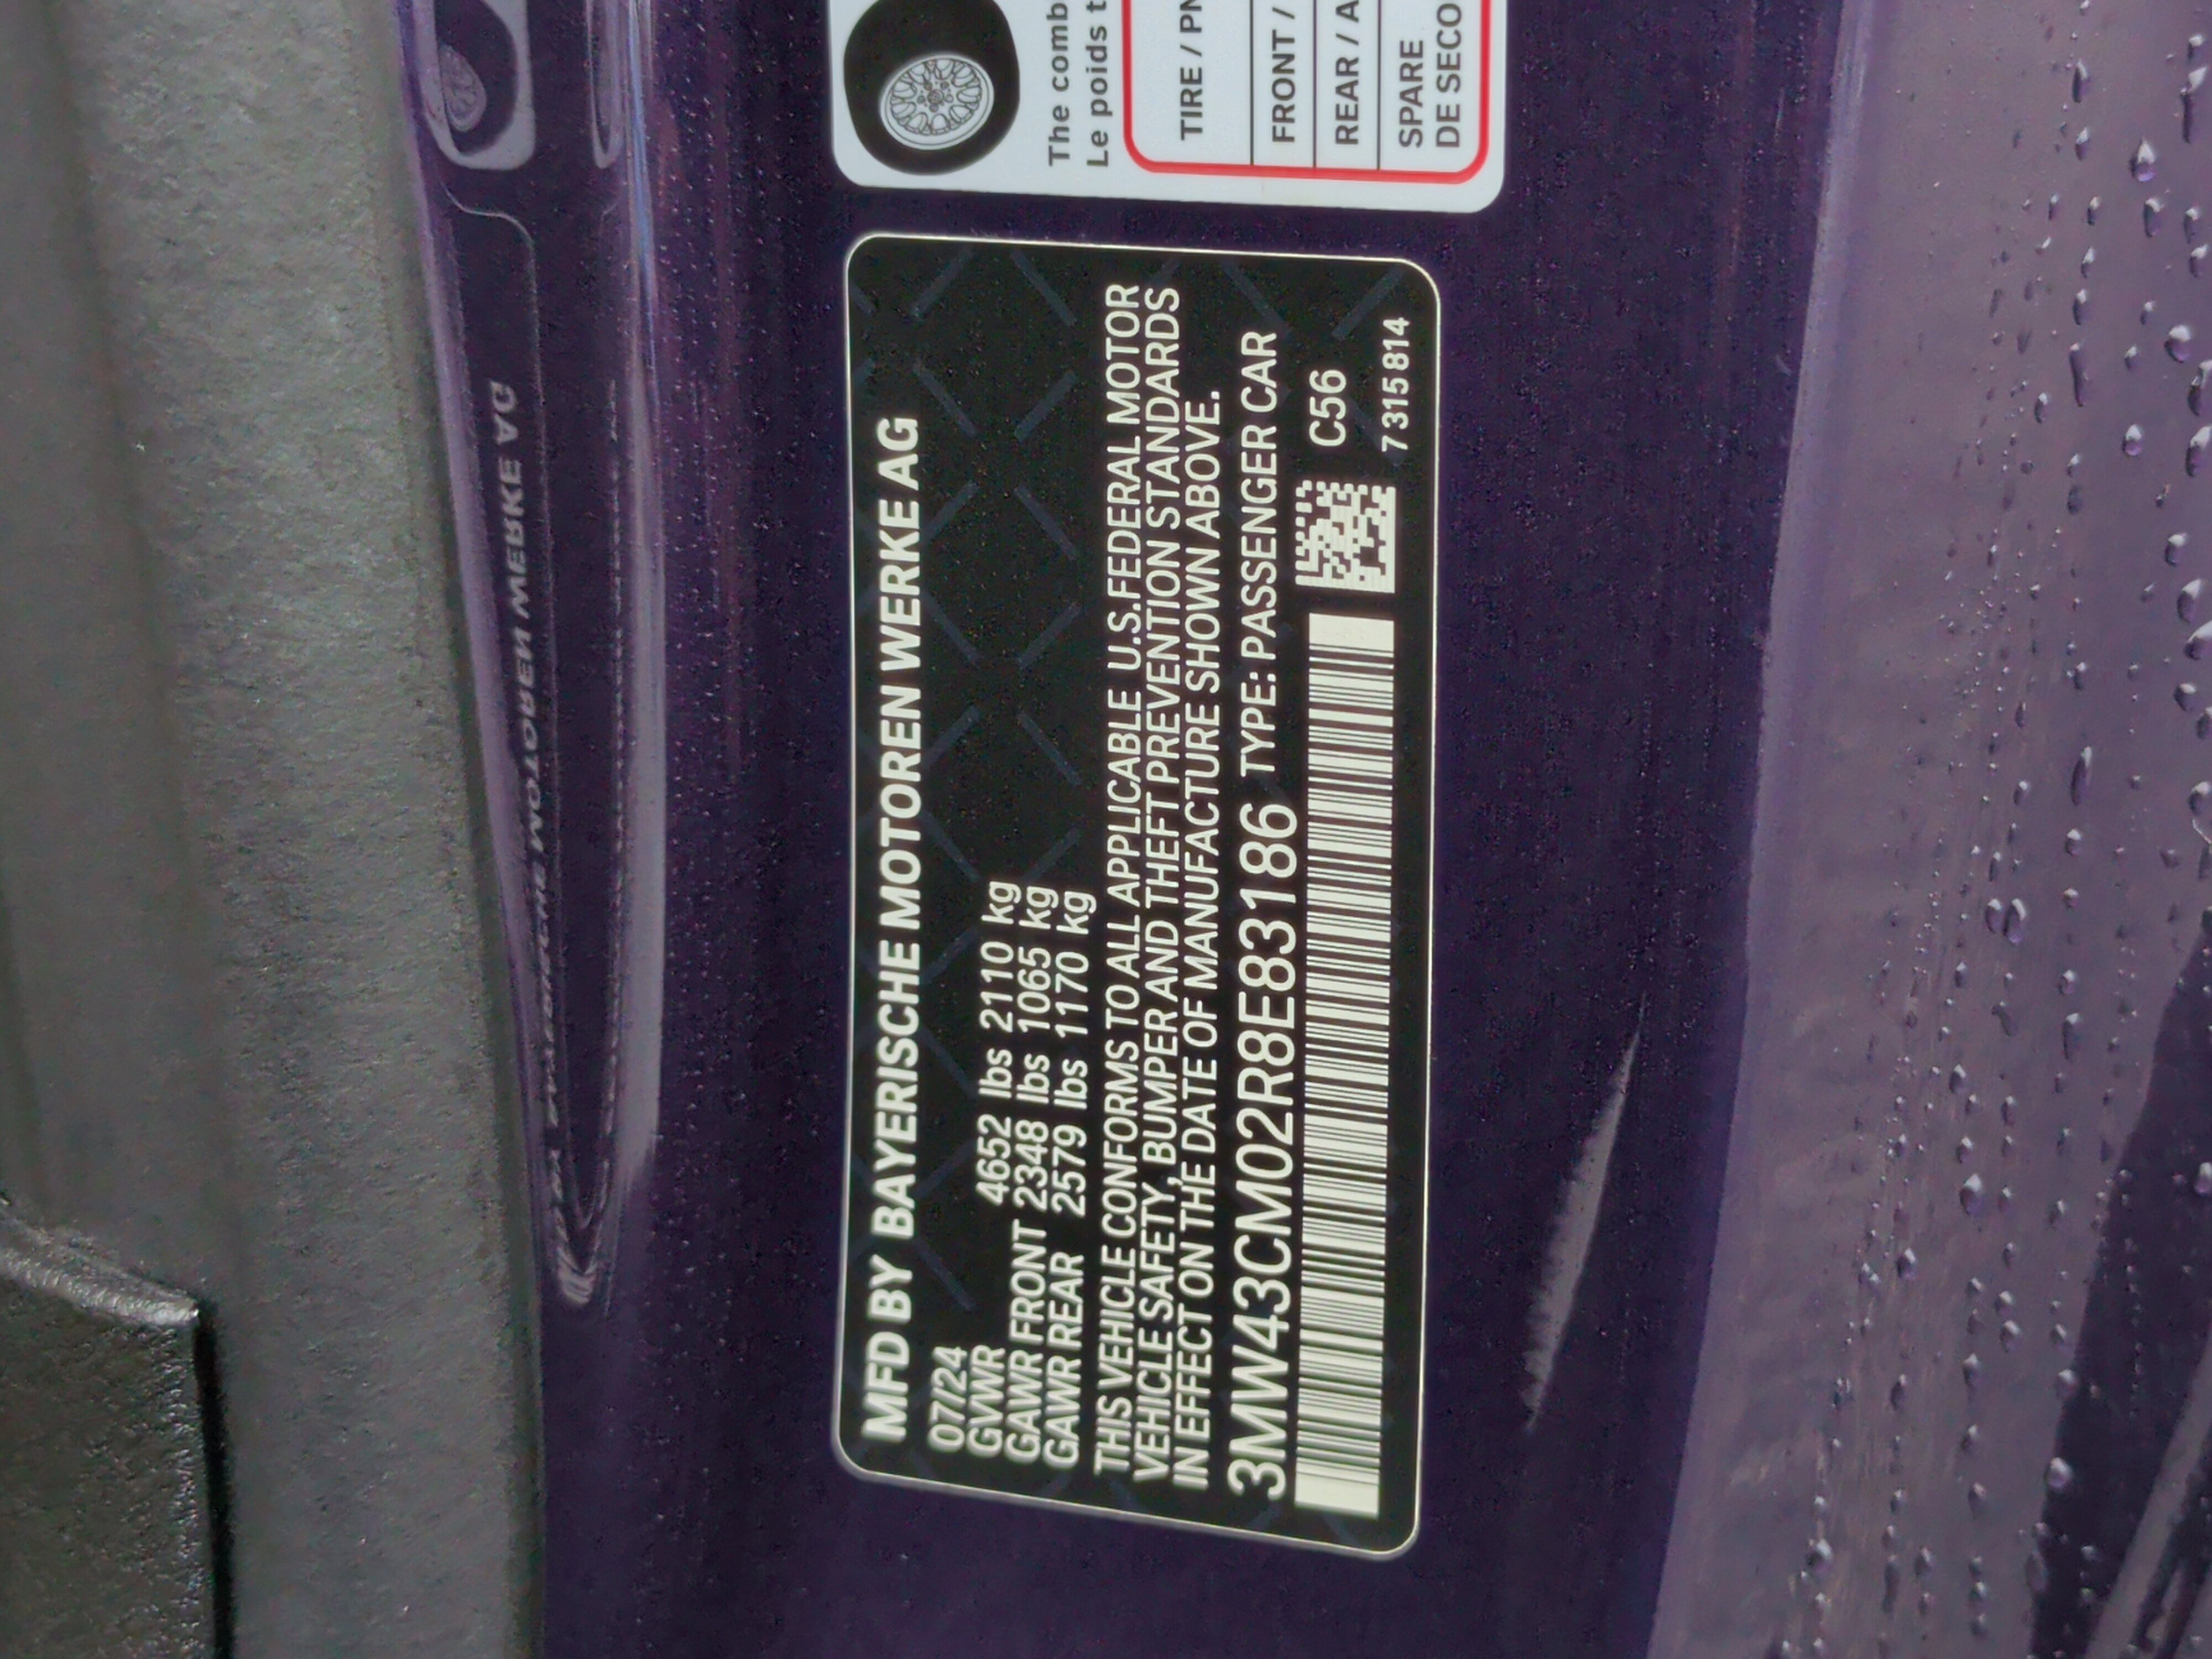 MFD BY BAYERISCHE MOTOREN WERKE AG
07/24
GVWR 4652 lbs 2110 kg
GAWR FRONT 2348 lbs 1065 kg
GAWR REAR 2579 lbs 1170 kg
THIS VEHICLE CONFORMS TO ALL APPLICABLE U.S.FEDERAL MOTOR
VEHICLE SAFETY, BUMPER AND THEFT PREVENTION STANDARDS
IN EFFECT ON THE DATE OF MANUFACTURE SHOWN ABOVE.
3MW43CM02R8E83186 TYPE: PASSENGER CAR
C56
7315814
The comb
Le poids t
TIRE / PN
FRONT /
REAR / A
SPARE
DE SECO